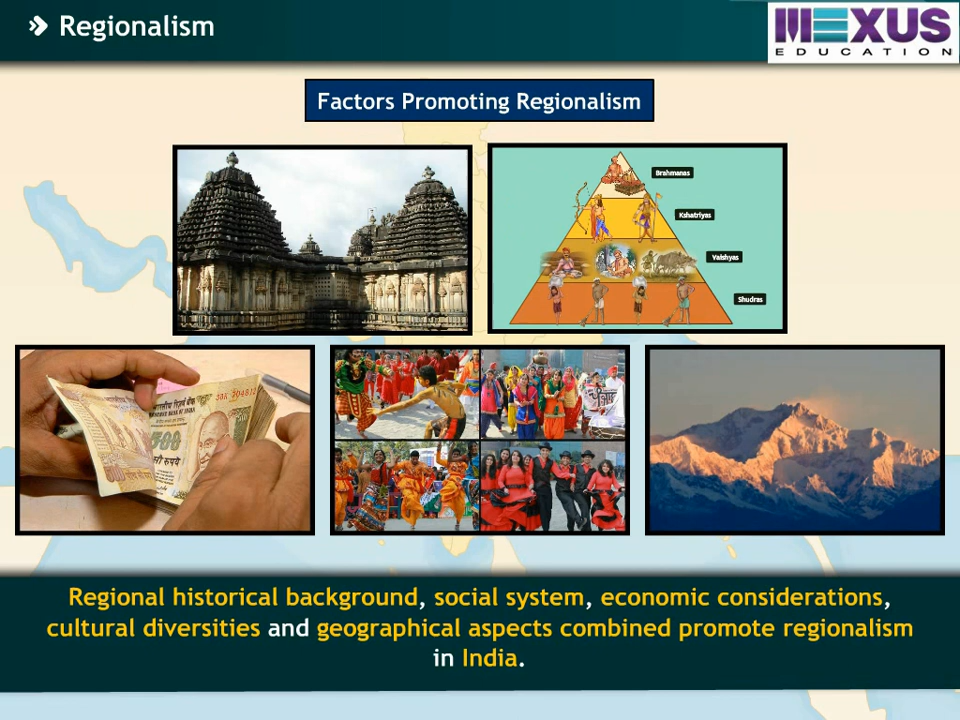 Regionalism
MEXUS
EDUCATION
Factors Promoting Regionalism
Brahmanas
Kshatriyas
Vaishyas
Shudras
Regional historical background, social system, economic considerations,
cultural diversities and geographical aspects combined promote regionalism
in India.